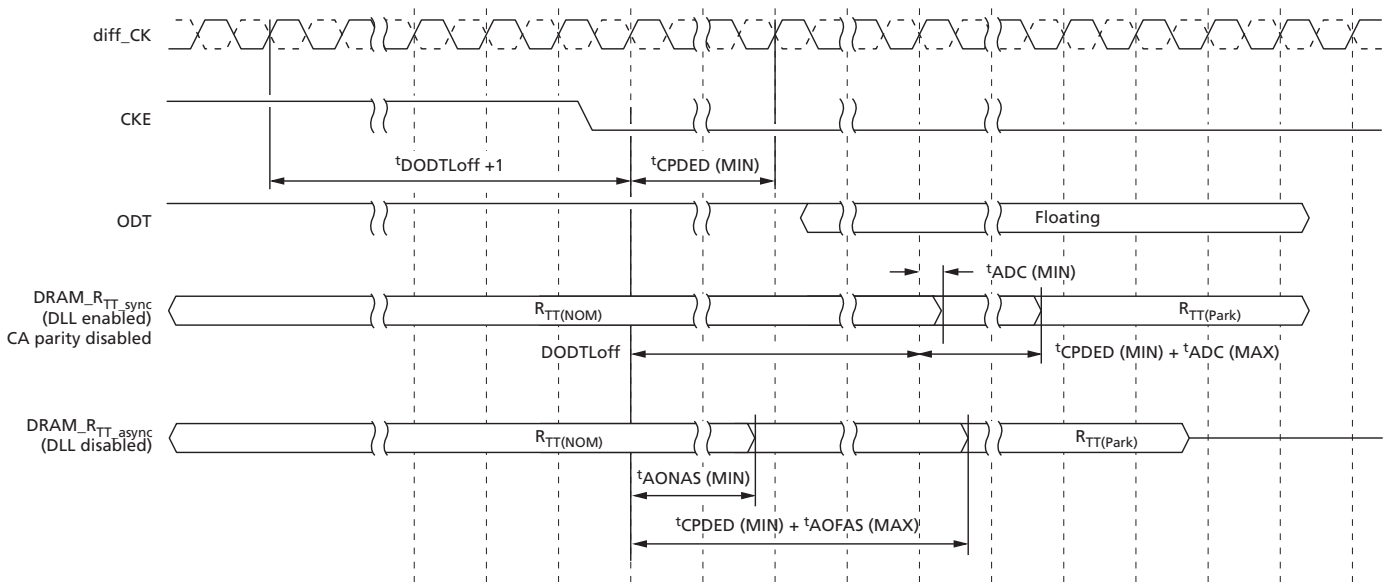 diff_CK
CKE
tDODTLoff +1
tCPDED (MIN)
ODT
Floating
tADC (MIN)
DRAM_RTT_sync
(DLL enabled)
CA parity disabled
RTT(NOM)
RTT(Park)
DODTLoff
tCPDED (MIN) + tADC (MAX)
DRAM_RTT_async
(DLL disabled)
RTT(NOM)
RTT(Park)
tAONAS (MIN)
tCPDED (MIN) + tAOFAS (MAX)